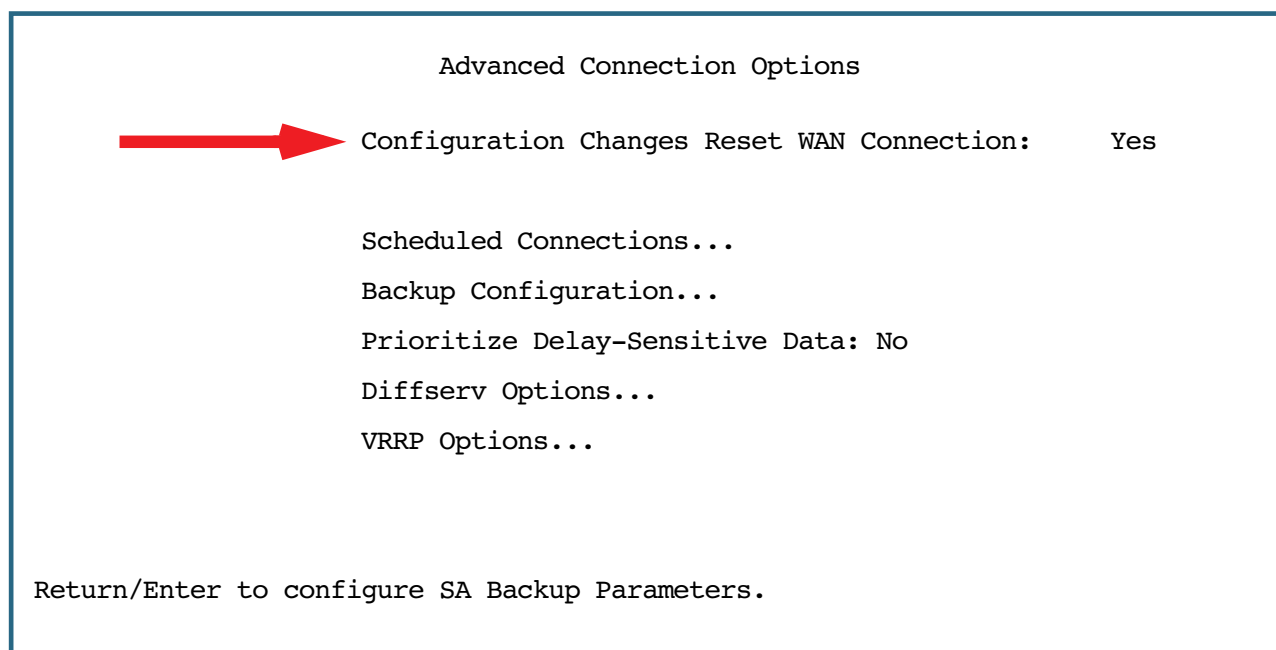 Advanced Connection Options
Configuration Changes Reset WAN Connection: Yes
Scheduled Connections...
Backup Configuration...
Prioritize Delay-Sensitive Data: No
Diffserv Options...
VRRP Options...
Return/Enter to configure SA Backup Parameters.